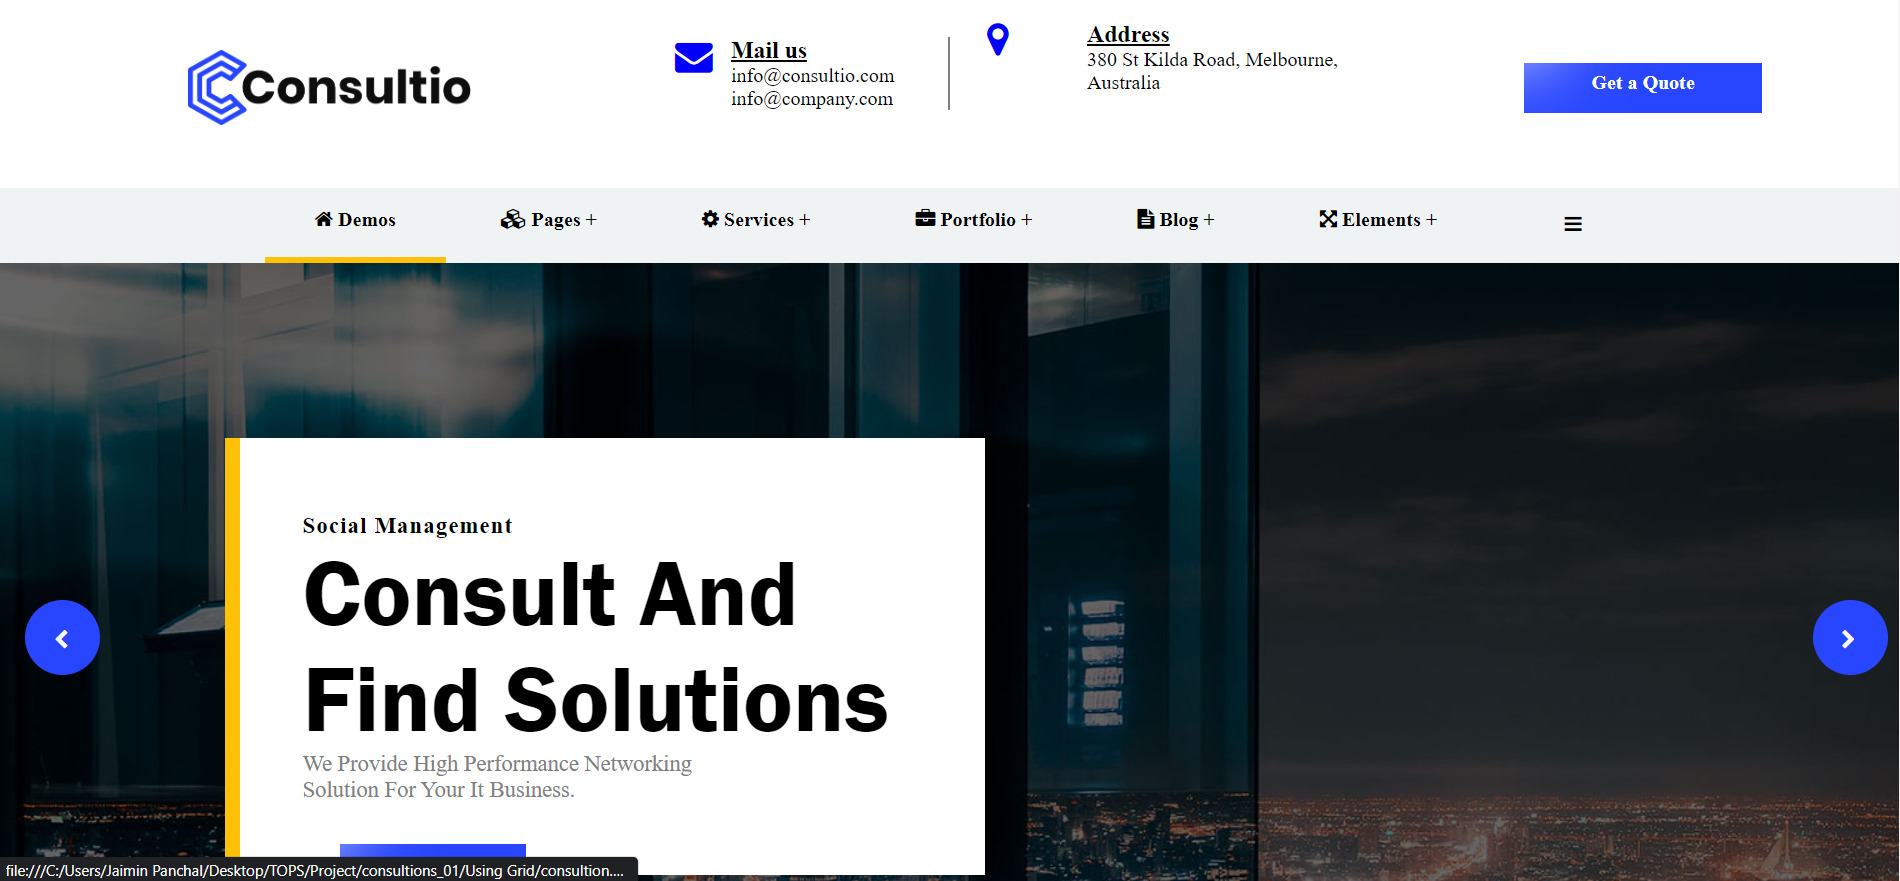 Consultio
Mail us
info@consultio.com
info@company.com
Address
380 St Kilda Road, Melbourne,
Australia
Get a Quote
Demos
Pages +
Services +
Portfolio +
Blog +
Elements +
Social Management
Consult And
Find Solutions
We Provide High Performance Networking
Solution For Your It Business.
file:///C:/Users/Jaimin Panchal/Desktop/TOPS/Project/consultions_01/Using Grid/consultion....